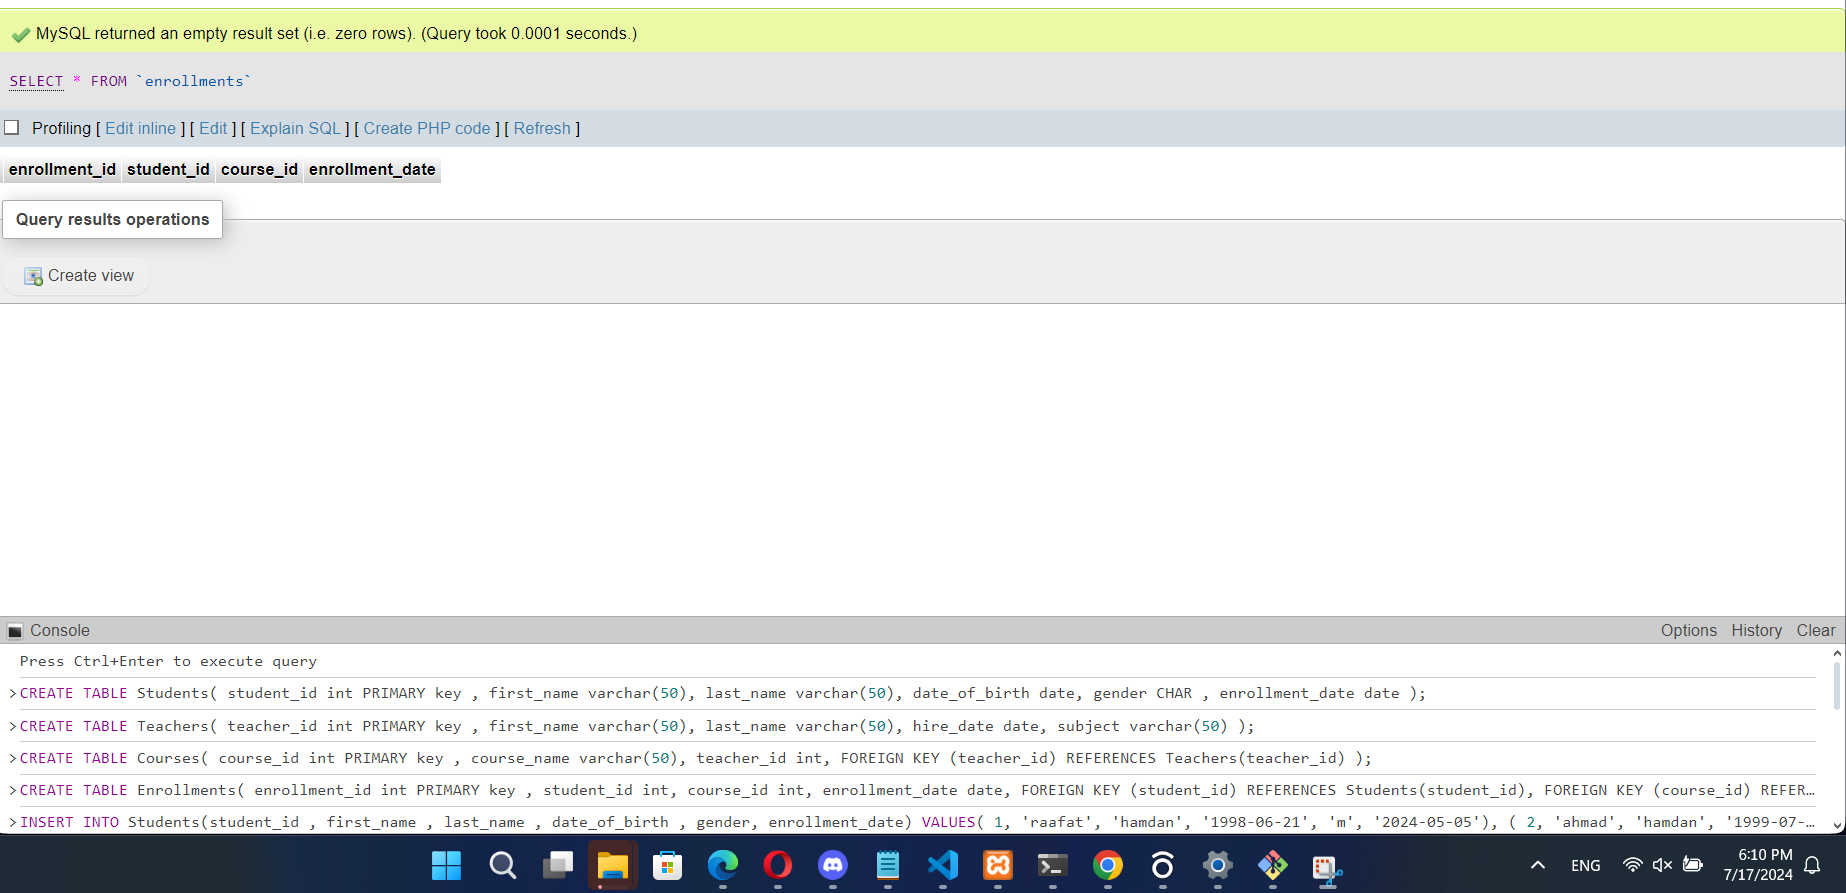 MySQL returned an empty result set (i.e. zero rows). (Query took 0.0001 seconds.)
SELECT * FROM `enrollments`
Profiling [ Edit inline ] [ Edit ] [ Explain SQL ] [ Create PHP code ] [ Refresh ]
enrollment_id student_id course_id enrollment_date
Query results operations
Create view
Console Options History Clear
Press Ctrl+Enter to execute query
>CREATE TABLE Students( student_id int PRIMARY key , first_name varchar(50), last_name varchar(50), date_of_birth date, gender CHAR , enrollment_date date );
>CREATE TABLE Teachers( teacher_id int PRIMARY key , first_name varchar(50), last_name varchar(50), hire_date date, subject varchar(50) );
>CREATE TABLE Courses( course_id int PRIMARY key , course_name varchar(50), teacher_id int, FOREIGN KEY (teacher_id) REFERENCES Teachers(teacher_id) );
>CREATE TABLE Enrollments( enrollment_id int PRIMARY key , student_id int, course_id int, enrollment_date date, FOREIGN KEY (student_id) REFERENCES Students(student_id), FOREIGN KEY (course_id) REFER…
>INSERT INTO Students(student_id , first_name , last_name , date_of_birth , gender, enrollment_date) VALUES( 1, 'raafat', 'hamdan', '1998-06-21', 'm', '2024-05-05'), ( 2, 'ahmad', 'hamdan', '1999-07-…
ENG
6:10 PM
7/17/2024